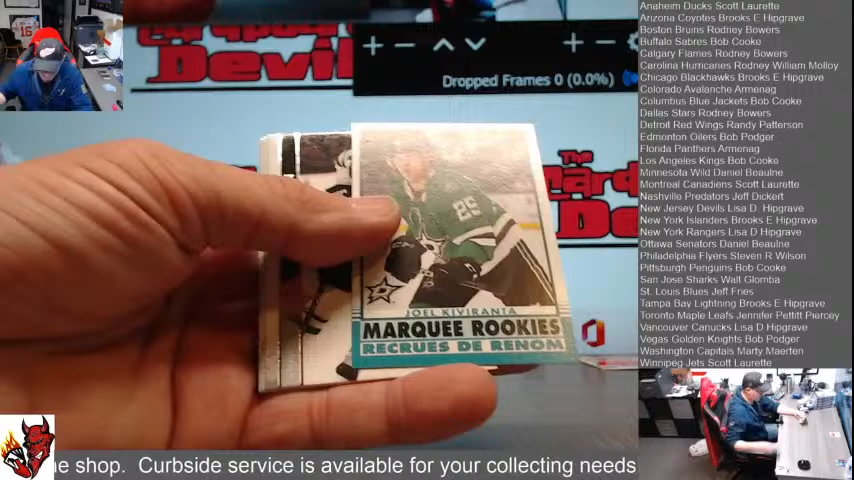 Dropped Frames 0 (0.0%)
The
JOEL KIVIRANTA
MARQUEE ROOKIES
RECRUES DE RENOM
25
Anaheim Ducks Scott Laurette
Arizona Coyotes Brooks E Hipgrave
Boston Bruins Rodney Bowers
Buffalo Sabres Bob Cooke
Calgary Flames Rodney Bowers
Carolina Hurricanes Rodney William Molloy
Chicago Blackhawks Brooks E Hipgrave
Colorado Avalanche Armenag
Columbus Blue Jackets Bob Cooke
Dallas Stars Rodney Bowers
Detroit Red Wings Randy Patterson
Edmonton Oilers Bob Podger
Florida Panthers Armenag
Los Angeles Kings Bob Cooke
Minnesota Wild Daniel Beaulne
Montreal Canadiens Scott Laurette
Nashville Predators Jeff Dickert
New Jersey Devils Lisa D. Hipgrave
New York Islanders Brooks E Hipgrave
New York Rangers Lisa D Hipgrave
Ottawa Senators Daniel Beaulne
Philadelphia Flyers Steven R Wilson
Pittsburgh Penguins Bob Cooke
San Jose Sharks Walt Glomba
St. Louis Blues Jeff Fries
Tampa Bay Lightning Brooks E Hipgrave
Toronto Maple Leafs Jennifer Pettitt Piercey
Vancouver Canucks Lisa D Hipgrave
Vegas Golden Knights Bob Podger
Washington Capitals Marty Maerten
Winnipeg Jets Scott Laurette
e shop. Curbside service is available for your collecting needs